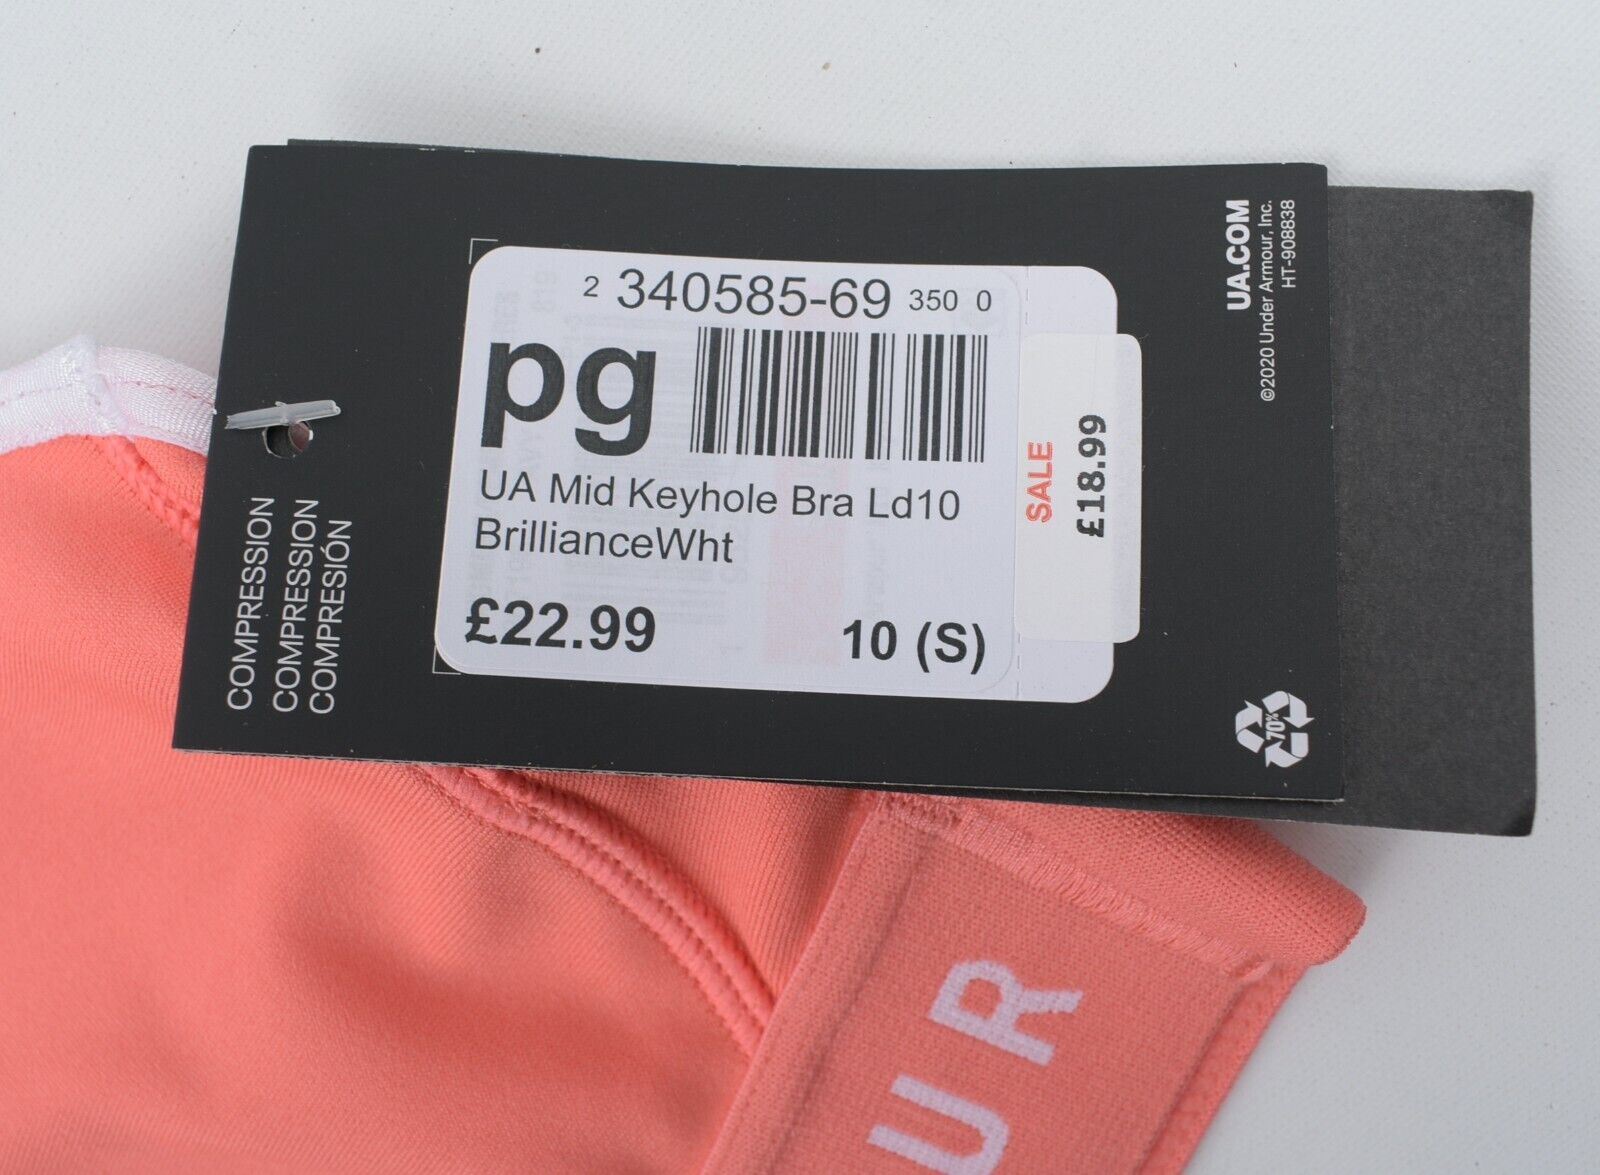 2 340585-69 350 0
pg
UA Mid Keyhole Bra Ld10
BrillianceWht
£22.99 10 (S)
SALE
£18.99
COMPRESSION
COMPRESSION
COMPRESIÓN
UA.COM
©2020 Under Armour, Inc.
HT-908838
70%
UR